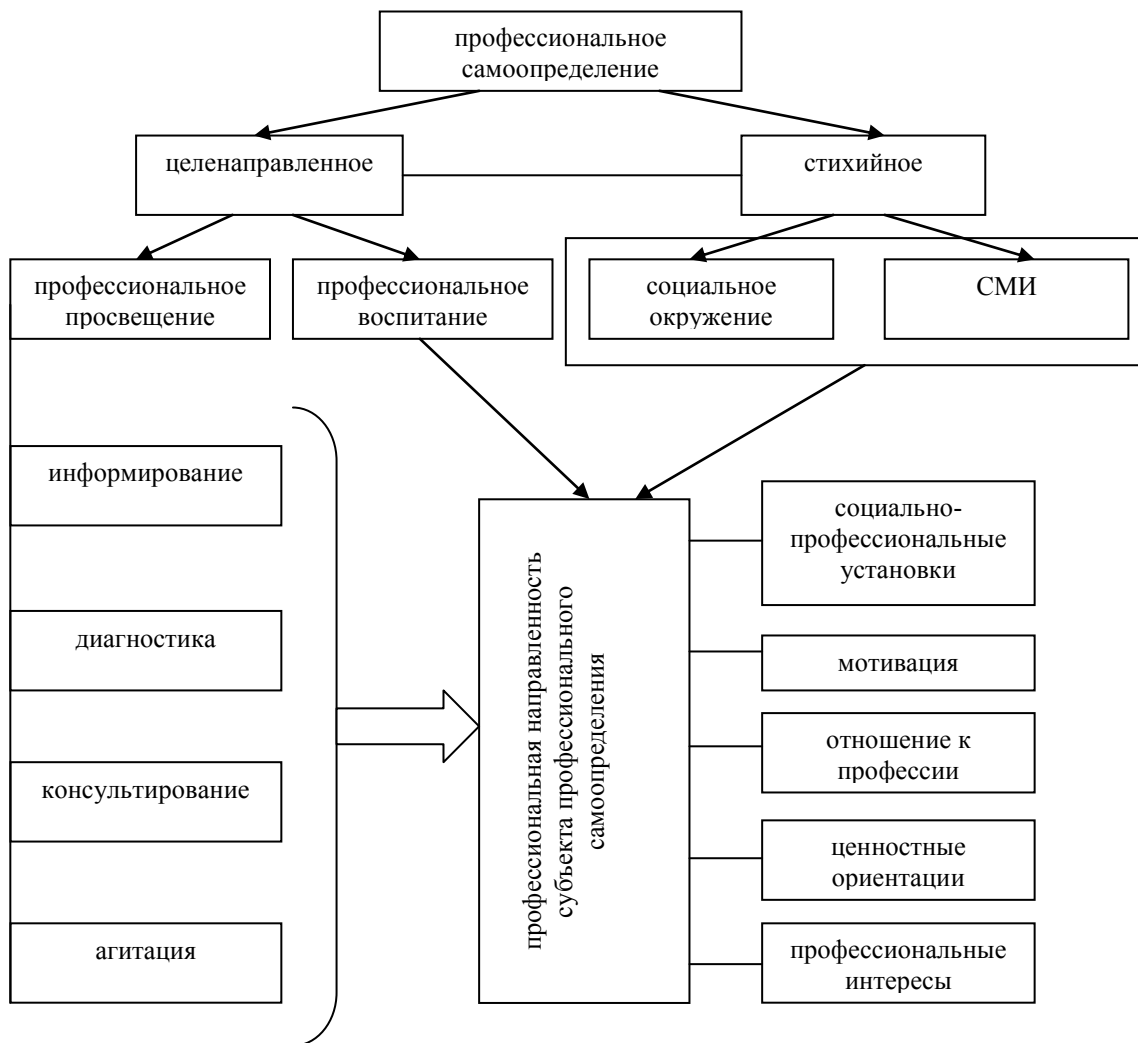 профессиональное
самоопределение
целенаправленное
стихийное
профессиональное
просвещение
профессиональное
воспитание
социальное
окружение
СМИ
информирование
диагностика
консультирование
агитация
профессиональная направленность
субъекта профессионального
самоопределения
социально-
профессиональные
установки
мотивация
отношение к
профессии
ценностные
ориентации
профессиональные
интересы